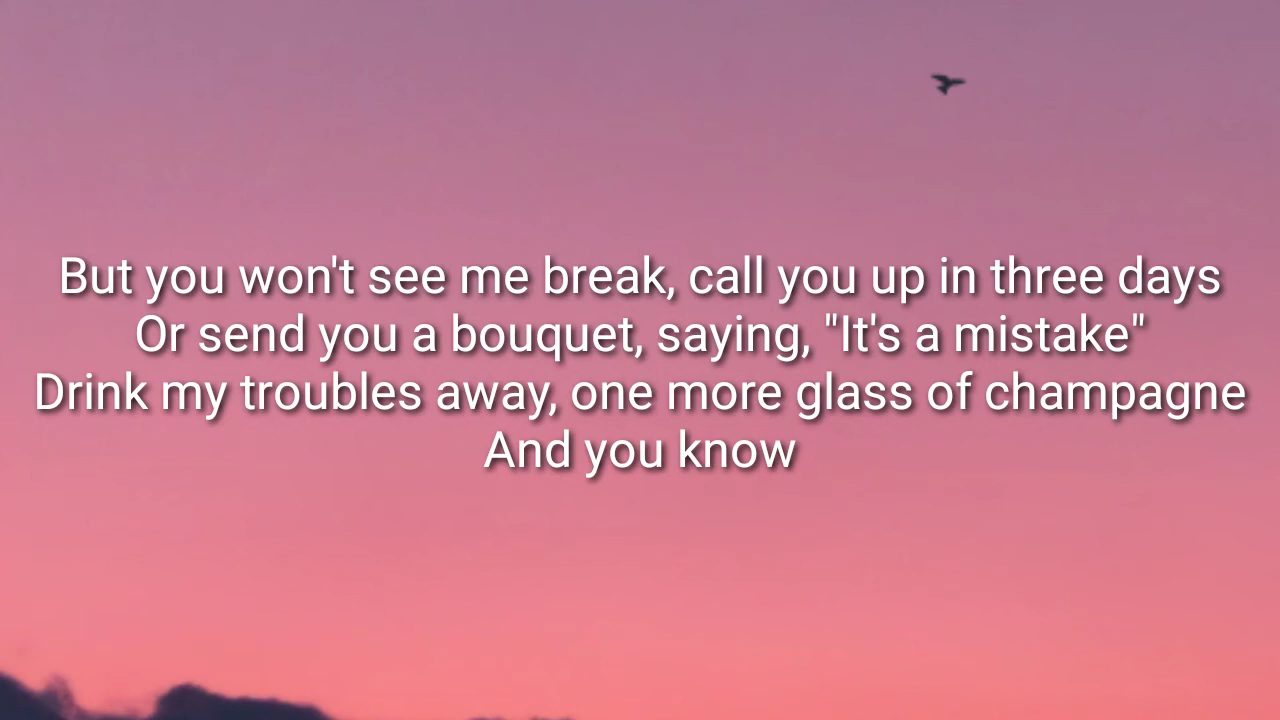 But you won't see me break, call you up in three days
Or send you a bouquet, saying, "It's a mistake"
Drink my troubles away, one more glass of champagne
And you know